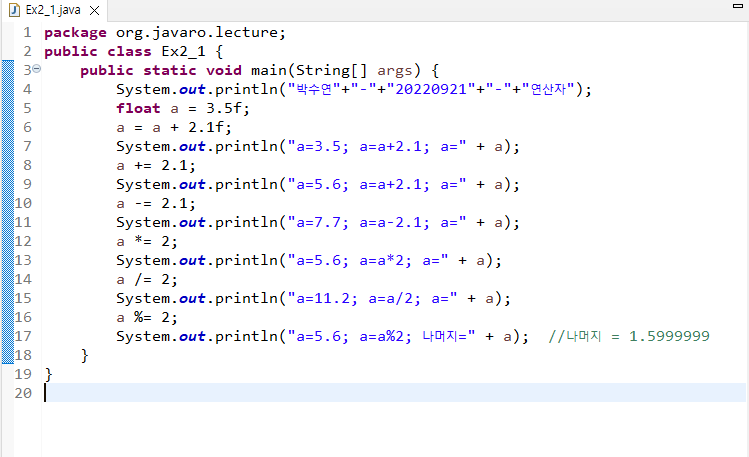 Ex2_1.java
1 package org.javaro.lecture;
2 public class Ex2_1 {
3 public static void main(String[] args) {
4 System.out.println("박수연"+"-"+"20220921"+"-"+"연산자");
5 float a = 3.5f;
6 a = a + 2.1f;
7 System.out.println("a=3.5; a=a+2.1; a=" + a);
8 a += 2.1;
9 System.out.println("a=5.6; a=a+2.1; a=" + a);
10 a -= 2.1;
11 System.out.println("a=7.7; a=a-2.1; a=" + a);
12 a *= 2;
13 System.out.println("a=5.6; a=a*2; a=" + a);
14 a /= 2;
15 System.out.println("a=11.2; a=a/2; a=" + a);
16 a %= 2;
17 System.out.println("a=5.6; a=a%2; 나머지=" + a);  //나머지 = 1.5999999
18 }
19 }
20